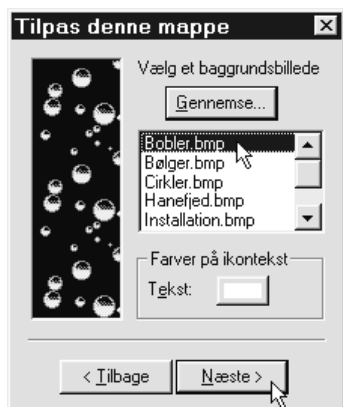 Tilpas denne mappe
Vælg et baggrundsbillede
Gennemse...
Bobler.bmp
Bølger.bmp
Cirkler.bmp
Hanefjed.bmp
Installation.bmp
Farver på ikontekst
Tekst:
< Tilbage
Næste >